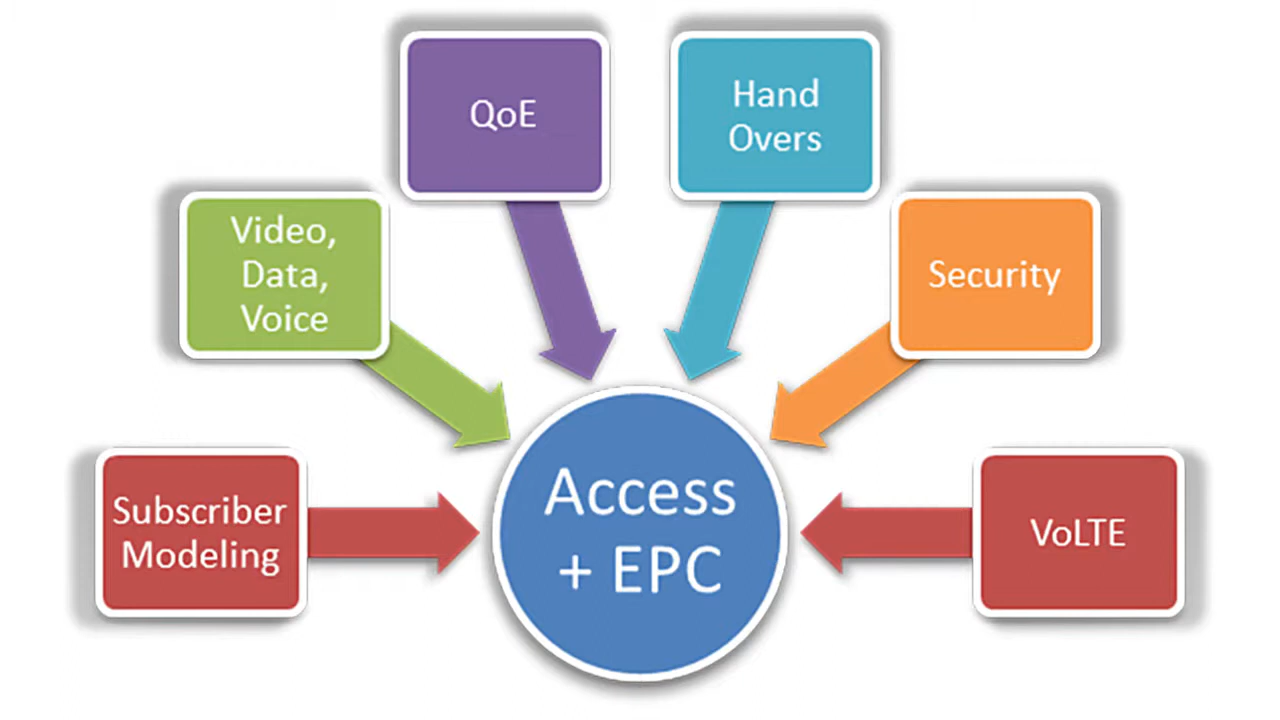 QoE
Hand
Overs
Video,
Data,
Voice
Security
Subscriber
Modeling
Access
+ EPC
VoLTE